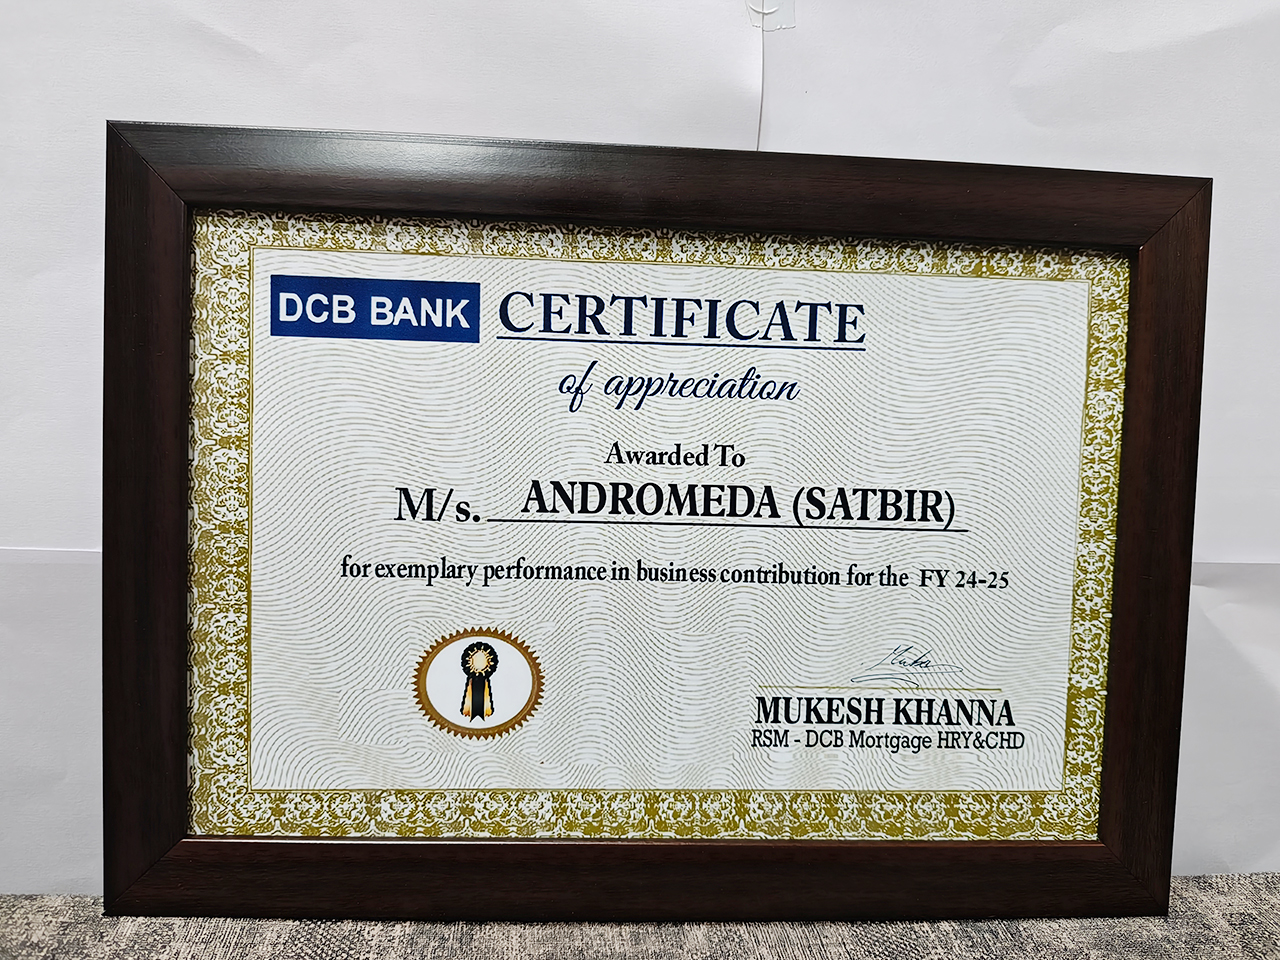 DCB BANK CERTIFICATE
of appreciation
Awarded To
M/s. ANDROMEDA (SATBIR)
for exemplary performance in business contribution for the FY 24-25
MUKESH KHANNA
RSM - DCB Mortgage HRY&CHD